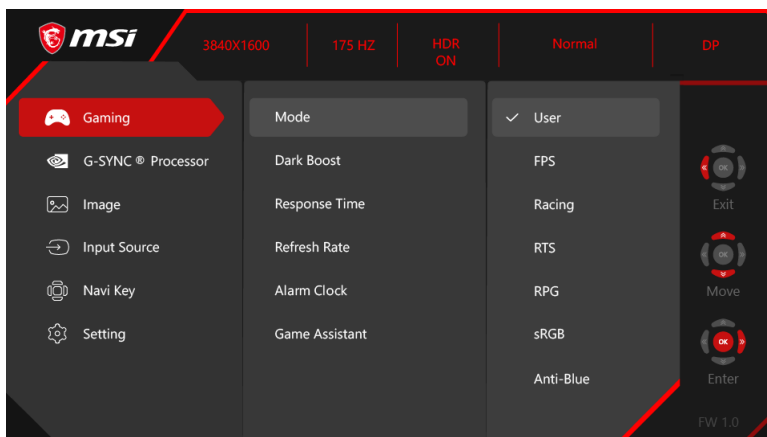 msi
3840X1600
175 HZ
HDR
ON
Normal
DP
Gaming
G-SYNC ® Processor
Image
Input Source
Navi Key
Setting
Mode
Dark Boost
Response Time
Refresh Rate
Alarm Clock
Game Assistant
User
FPS
Racing
RTS
RPG
sRGB
Anti-Blue
OK
Exit
OK
Move
OK
Enter
FW 1.0